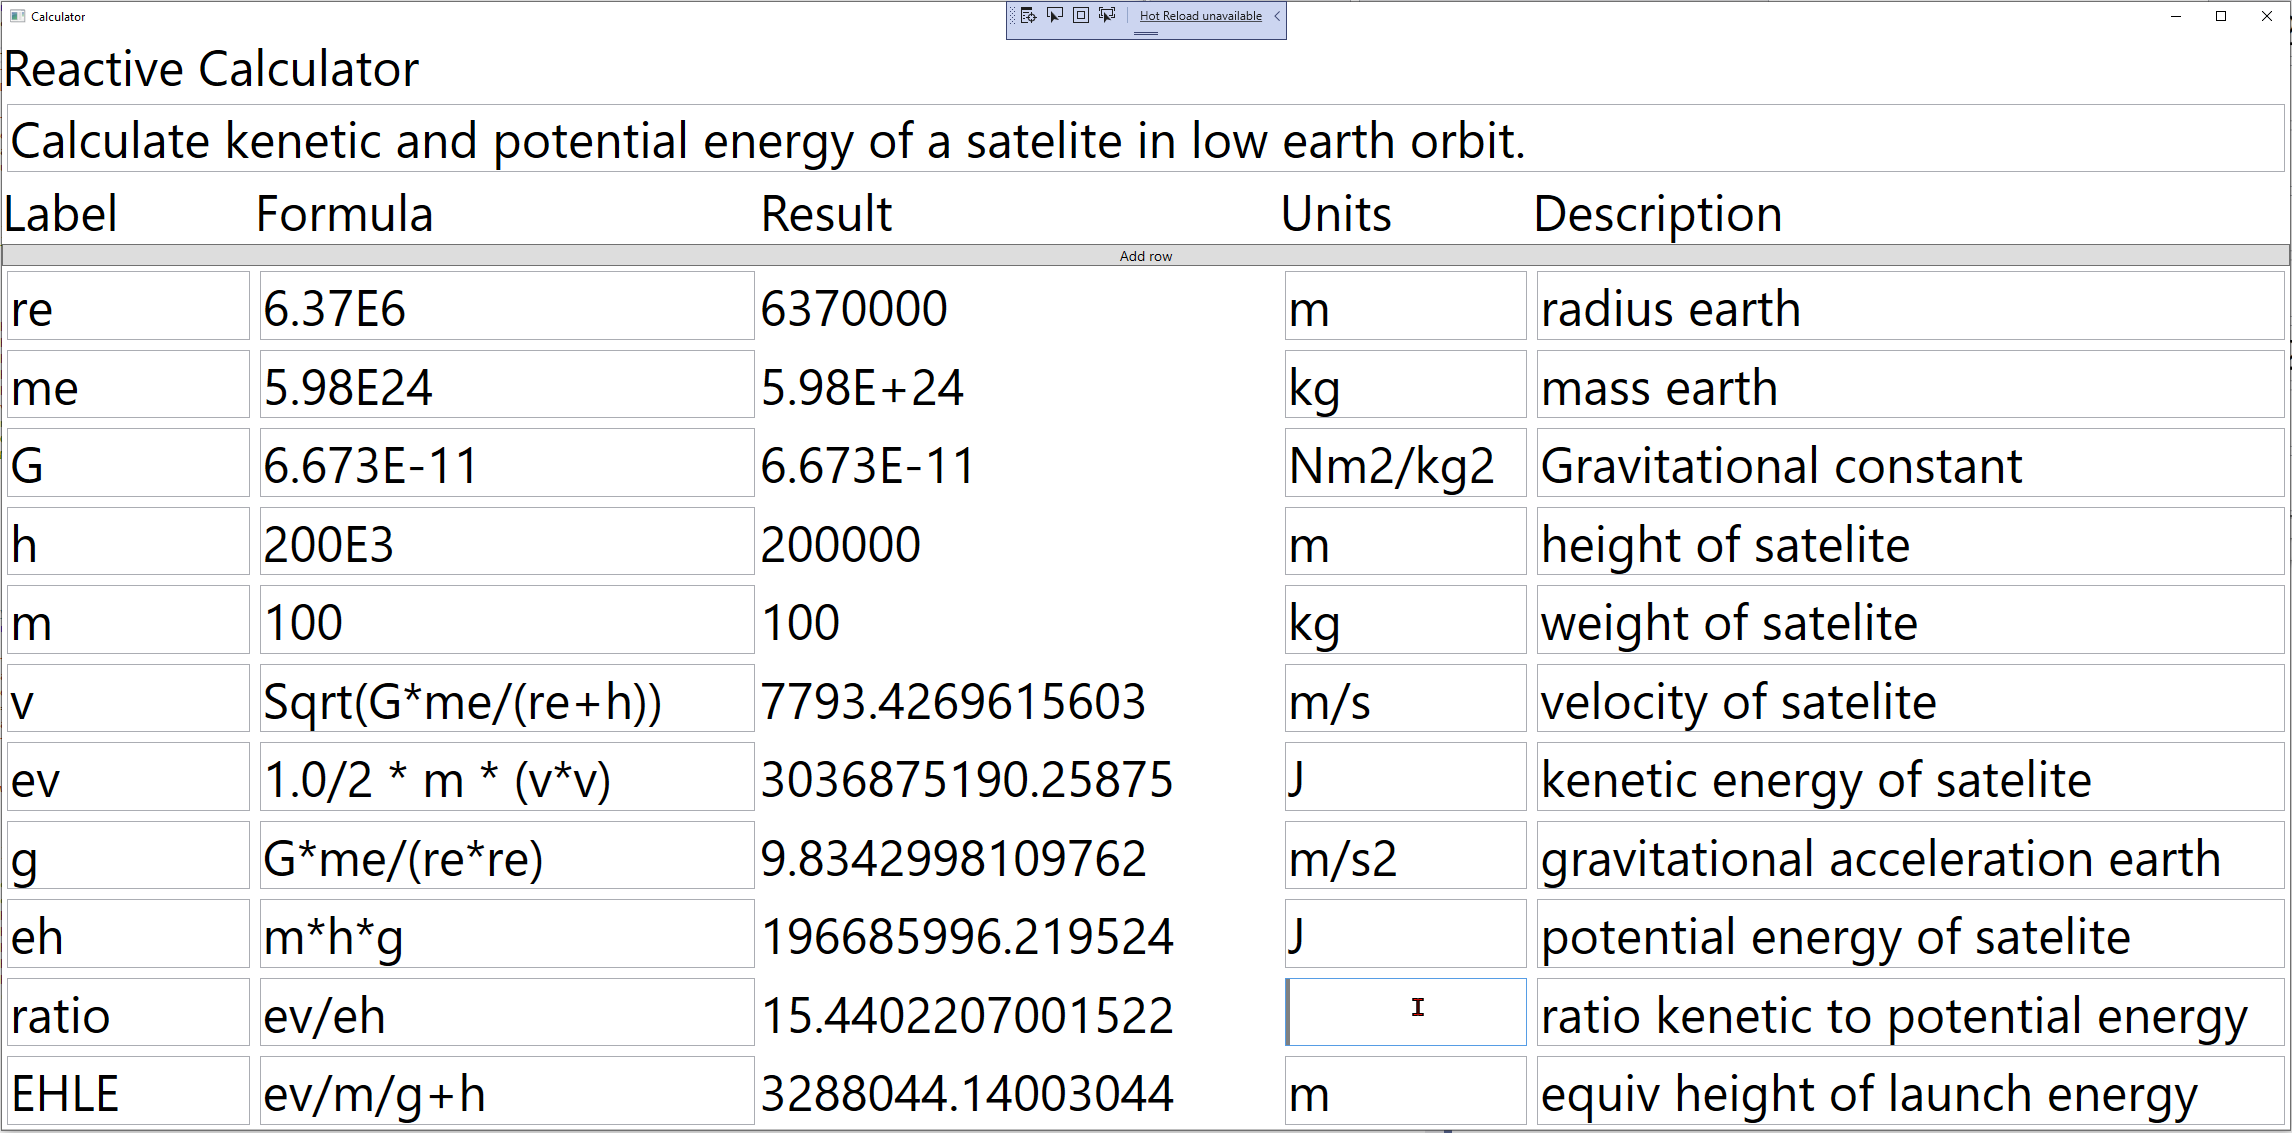 Calculator
Hot Reload unavailable
Reactive Calculator
Calculate kenetic and potential energy of a satelite in low earth orbit.
Label Formula Result Units Description
Add row
re 6.37E6 6370000 m radius earth
me 5.98E24 5.98E+24 kg mass earth
G 6.673E-11 6.673E-11 Nm2/kg2 Gravitational constant
h 200E3 200000 m height of satelite
m 100 100 kg weight of satelite
v Sqrt(G*me/(re+h)) 7793.4269615603 m/s velocity of satelite
ev 1.0/2 * m * (v*v) 3036875190.25875 J kenetic energy of satelite
g G*me/(re*re) 9.8342998109762 m/s2 gravitational acceleration earth
eh m*h*g 196685996.219524 J potential energy of satelite
ratio ev/eh 15.4402207001522 ratio kenetic to potential energy
EHLE ev/m/g+h 3288044.14003044 m equiv height of launch energy